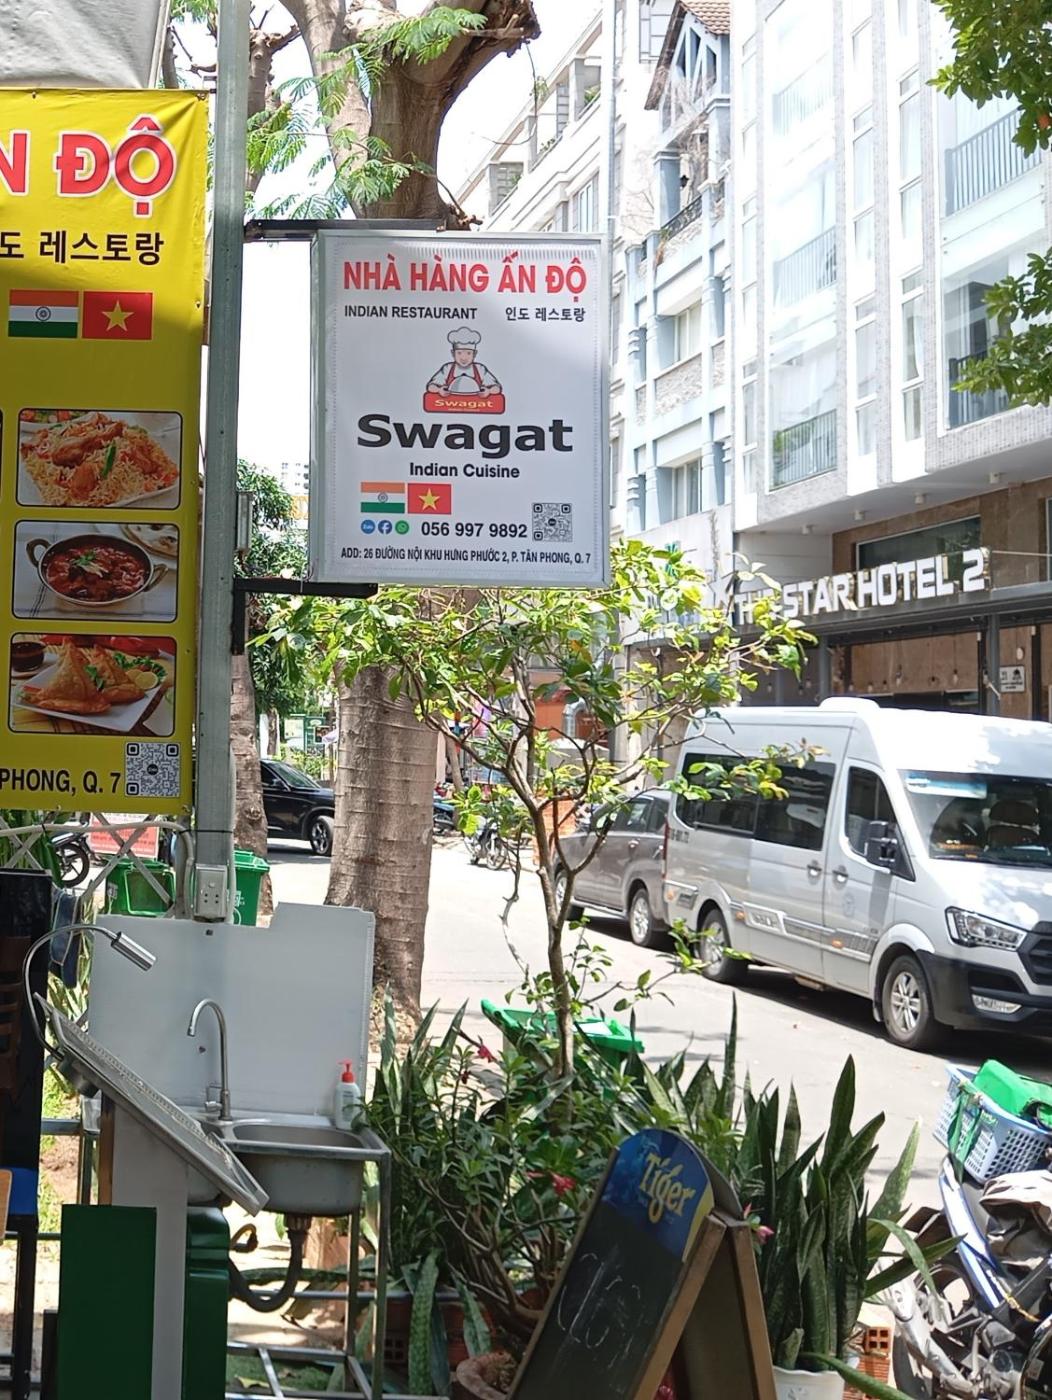 N ĐỘ
도 레스토랑
PHONG, Q. 7
NHÀ HÀNG ẤN ĐỘ
INDIAN RESTAURANT 인도 레스토랑
Swagat
Swagat
Indian Cuisine
Zalo
056 997 9892
ADD: 26 ĐƯỜNG NỘI KHU HƯNG PHƯỚC 2, P. TÂN PHONG, Q. 7
THE STAR HOTEL 2
Tiger